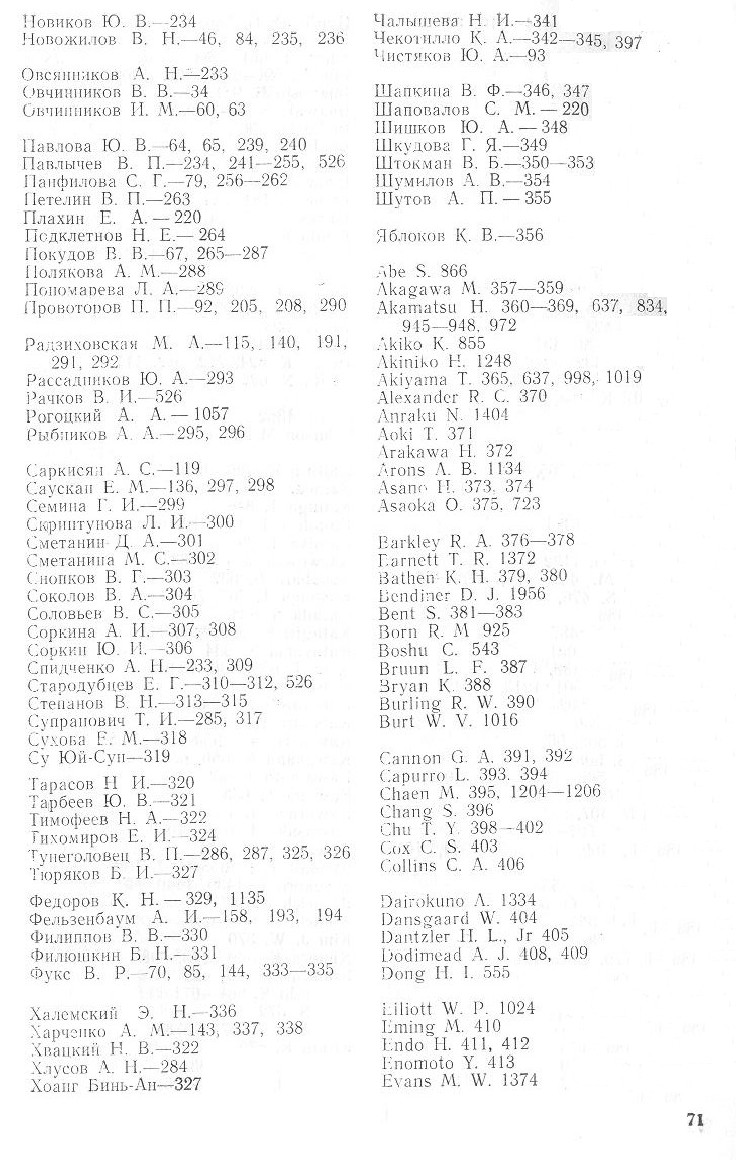 Новиков Ю. В.—234
Новожилов В. Н.—46, 84, 235, 236
Овсянников А. Н.—233
Овчинников В. В.—34
Овчинников И. М.—60, 63
Павлова Ю. В.—64, 65, 239, 240
Павлычев В. П.—234, 241—255, 526
Панфилова С. Г.—79, 256—262
Петелин В. П.—263
Плахин Е. А.—220
Подклетнов Н. Е.—264
Покудов В. В.—67, 265—287
Полякова А. М.—288
Пономарева Л. А.—289
Провоторов П. П.—92, 205, 208, 290
Радзиховская М. А.—115, 140, 191,
291, 292
Рассадников Ю. А.—293
Рачков В. И.—526
Рогоцкий А. А.—1057
Рыбников А. А.—295, 296
Саркисян А. С.—119
Саускан Е. М.—136, 297, 298
Семина Г. И.—299
Скриптунова Л. И.—300
Сметанин Д. А.—301
Сметанина М. С.—302
Снопков В. Г.—303
Соколов В. А.—304
Соловьев В. С.—305
Соркина А. И.—307, 308
Соркин Ю. И.—306
Спидченко А. Н.—233, 309
Стародубцев Е. Г.—310—312, 526
Степанов В. Н.—313—315
Супранович Т. И.—285, 317
Сухова Е. М.—318
Су Юй-Сун—319
Тарасов Н И.—320
Тарбеев Ю. В.—321
Тимофеев Н. А.—322
Тихомиров Е. И.—324
Тунеголовец В. П.—286, 287, 325, 326
Тюряков Б. И.—327
Федоров К. Н.—329, 1135
Фельзенбаум А. И.—158, 193, 194
Филиппов В. В.—330
Филюшкин Б. Н.—331
Фукс В. Р.—70, 85, 144, 333—335
Халемский Э. Н.—336
Харченко А. М.—143, 337, 338
Хвацкий Н. В.—322
Хлусов А. Н.—284
Хоанг Бинь-Ан—327
Чалышева Н. И.—341
Чекотилло К. А.—342—345, 397
Чистяков Ю. А.—93
Шапкина В. Ф.—346, 347
Шаповалов С. М.—220
Шишков Ю. А.—348
Шкудова Г. Я.—349
Штокман В. Б.—350—353
Шумилов А. В.—354
Шутов А. П.—355
Яблоков К. В.—356
Abe S. 866
Akagawa M. 357—359
Akamatsu H. 360—369, 637, 834,
945—948, 972
Akiko K. 855
Akiniko H. 1248
Akiyama T. 365, 637, 998, 1019
Alexander R. C. 370
Anraku N. 1404
Aoki T. 371
Arakawa H. 372
Arons A. B. 1134
Asano H. 373, 374
Asaoka O. 375, 723
Barkley R. A. 376—378
Barnett T. R. 1372
Bathen K. H. 379, 380
Bendiner D. J. 1956
Bent S. 381—383
Born R. M 925
Boshu C. 543
Bruun L. F. 387
Bryan K. 388
Burling R. W. 390
Burt W. V. 1016
Cannon G. A. 391, 392
Capurro L. 393, 394
Chaen M. 395, 1204—1206
Chang S. 396
Chu T. Y. 398—402
Cox C. S. 403
Collins C. A. 406
Dairokuno A. 1334
Dansgaard W. 404
Dantzler H. L., Jr 405
Dodimead A. J. 408, 409
Dong H. I. 555
Elliott W. P. 1024
Eming M. 410
Endo H. 411, 412
Enomoto Y. 413
Evans M. W. 1374
71